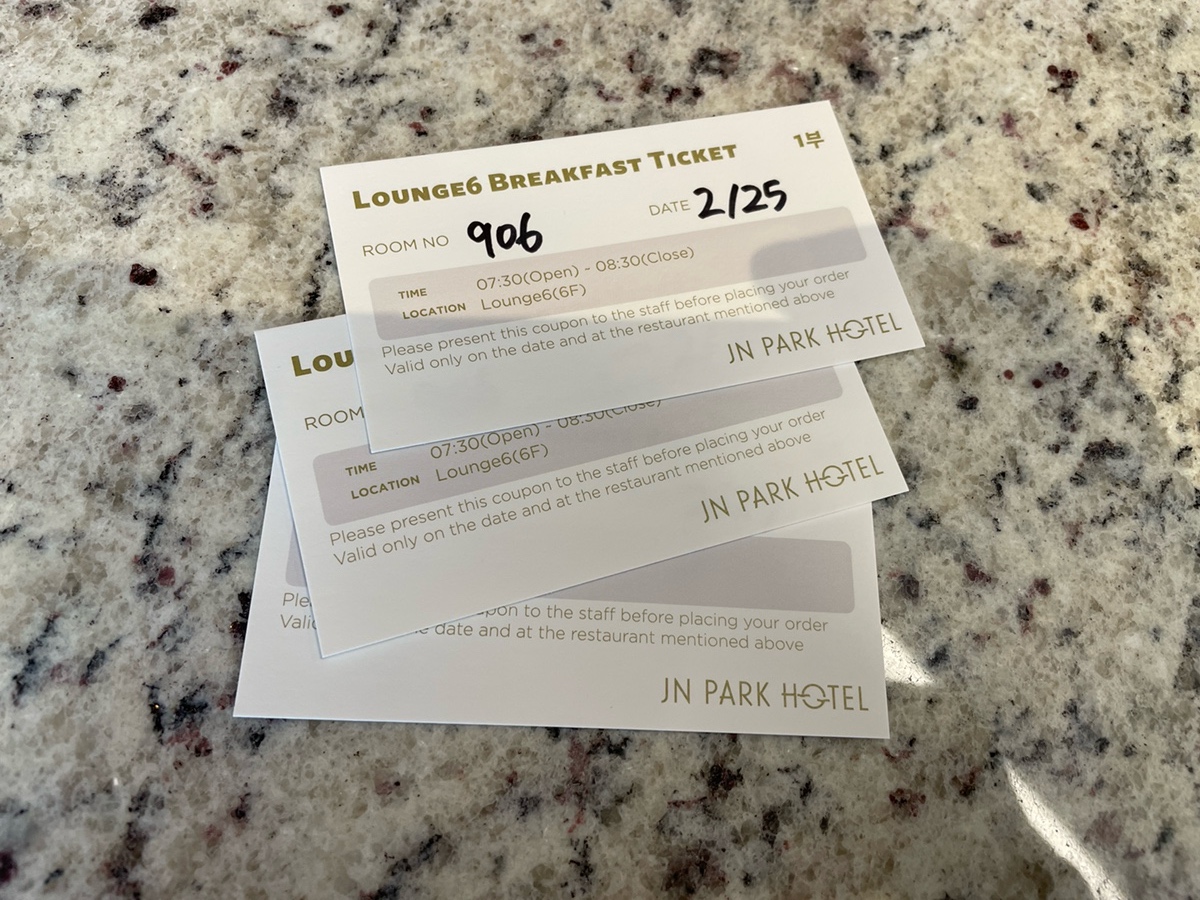 LOUNGE6 BREAKFAST TICKET 1부
ROOM NO 906 DATE 2/25
TIME 07:30(Open) - 08:30(Close)
LOCATION Lounge6(6F)
Please present this coupon to the staff before placing your order
Valid only on the date and at the restaurant mentioned above
JN PARK HOTEL
LOU
ROOM
TIME 07:30(Open) - 08:30(Close)
LOCATION Lounge6(6F)
Please present this coupon to the staff before placing your order
Valid only on the date and at the restaurant mentioned above
JN PARK HOTEL
to the staff before placing your order
date and at the restaurant mentioned above
JN PARK HOTEL